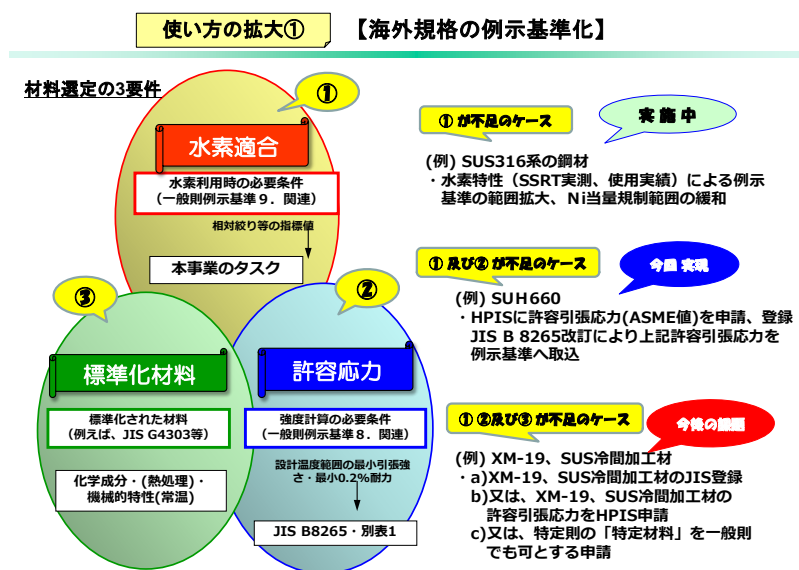 使い方の拡大①
【海外規格の例示基準化】
材料選定の3要件
①
水素適合
水素利用時の必要条件
（一般則例示基準９．関連）
相対絞り等の指標値
本事業のタスク
③
標準化材料
標準化された材料
（例えば、JIS G4303等）
化学成分・(熱処理)・
機械的特性(常温)
②
許容応力
強度計算の必要条件
（一般則例示基準８．関連）
設計温度範囲の最小引張強
さ・最小0.2%耐力
JIS B8265・別表1
① が不足のケース
実 施 中
(例) SUS316系の鋼材
・水素特性（SSRT実測、使用実績）による例示
基準の範囲拡大、Ni当量規制範囲の緩和
① 及び② が不足のケース
今回 実現
(例) SUH660
・HPISに許容引張応力(ASME値)を申請、登録
JIS B 8265改訂により上記許容引張応力を
例示基準へ取込
① ②及び③ が不足のケース
今後の課題
(例) XM-19、SUS冷間加工材
・a)XM-19、SUS冷間加工材のJIS登録
b)又は、XM-19、SUS冷間加工材の
許容引張応力をHPIS申請
c)又は、特定則の「特定材料」を一般則
でも可とする申請